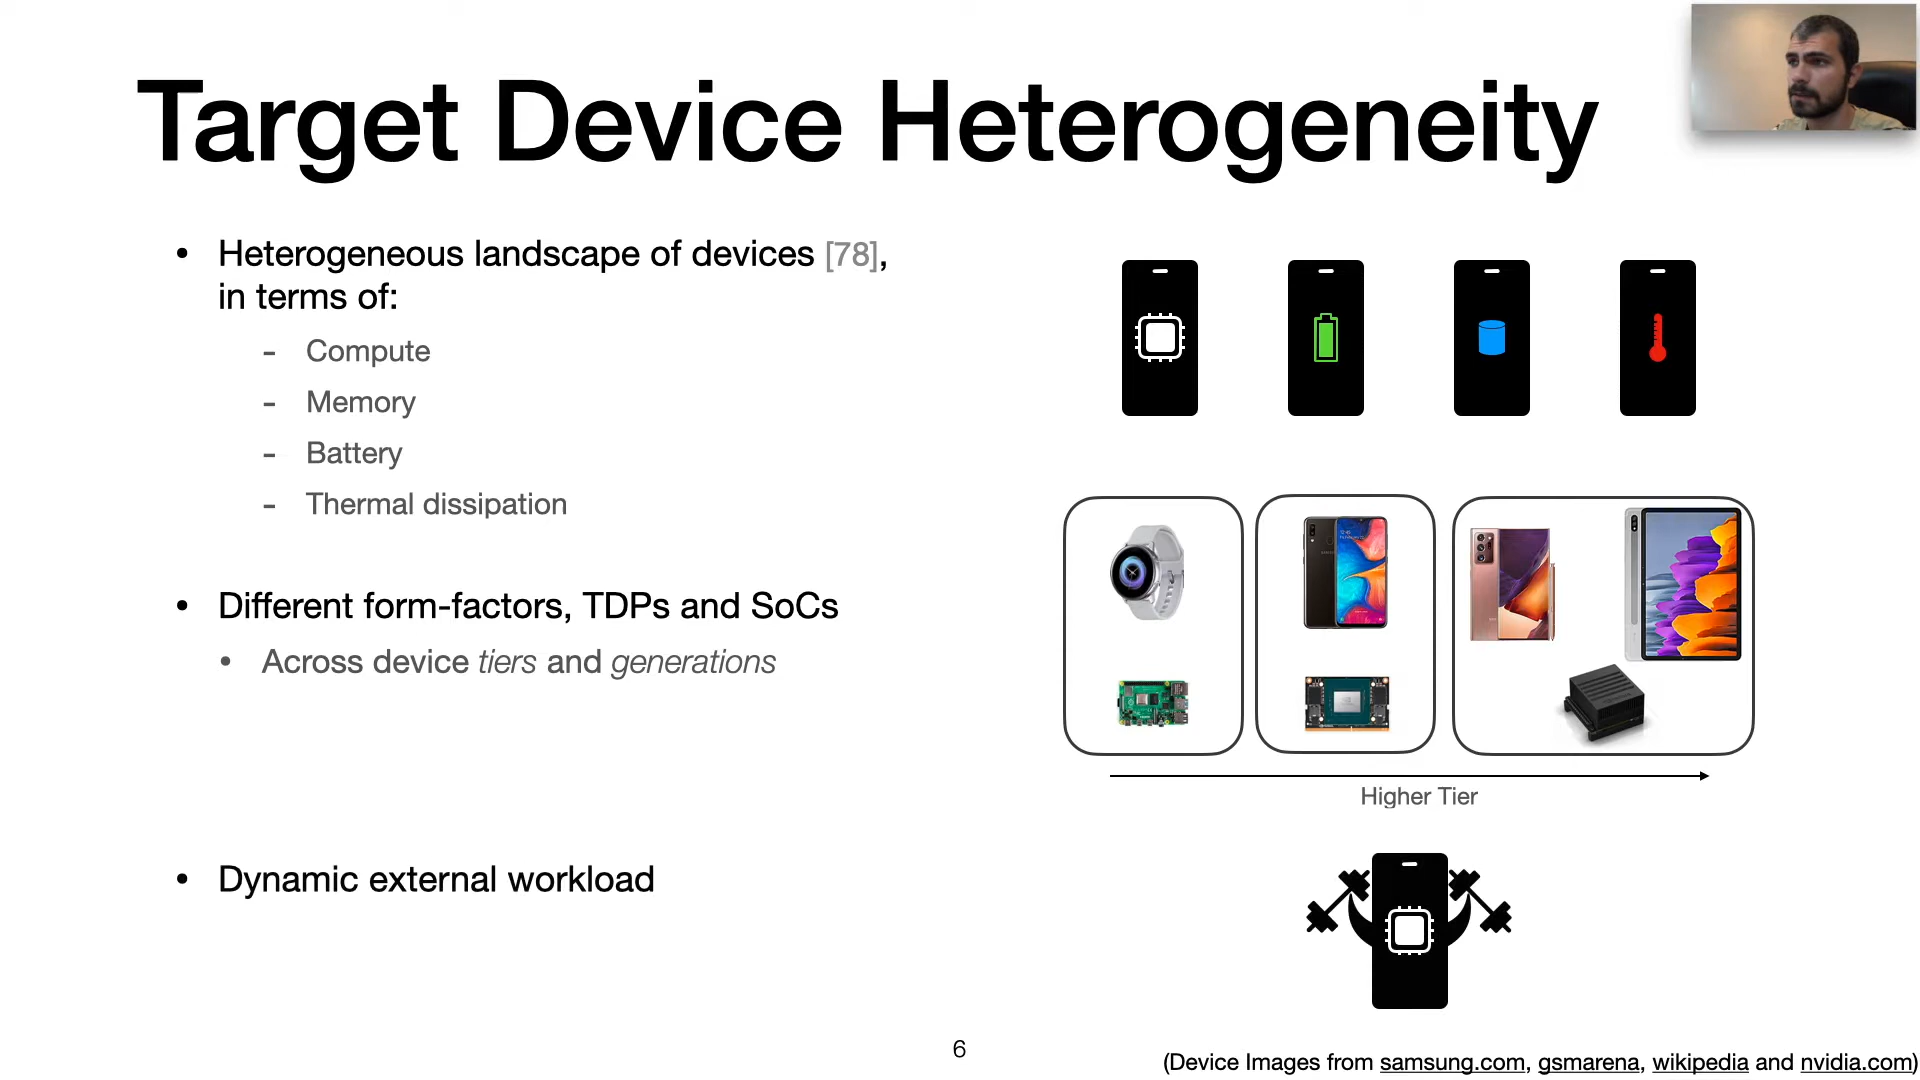 Target Device Heterogeneity
• Heterogeneous landscape of devices [78],
in terms of:
- Compute
- Memory
- Battery
- Thermal dissipation
• Different form-factors, TDPs and SoCs
• Across device tiers and generations
Higher Tier
• Dynamic external workload
6
(Device Images from samsung.com, gsmarena, wikipedia and nvidia.com)